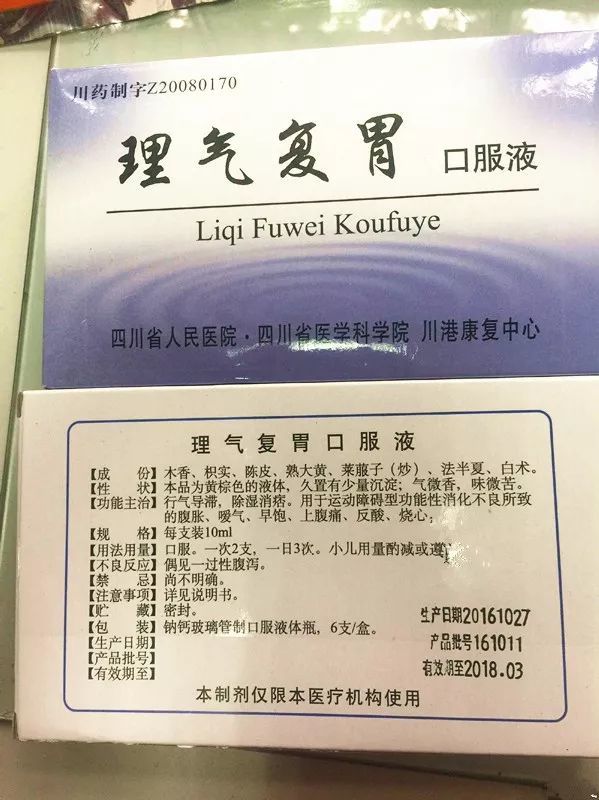 川药制字Z20080170
理气复胃 口服液
Liqi Fuwei Koufuye
四川省人民医院·四川省医学科学院 川港康复中心
理气复胃口服液
【成 份】木香、枳实、陈皮、熟大黄、莱菔子（炒）、法半夏、白术。
【性 状】本品为黄棕色的液体，久置有少量沉淀；气微香，味微苦。
【功能主治】行气导滞，除湿消痞。用于运动障碍型功能性消化不良所致
的腹胀、嗳气、早饱、上腹痛、反酸、烧心；
【规 格】每支装10ml
【用法用量】口服。一次2支，一日3次。小儿用量酌减或遵
【不良反应】偶见一过性腹泻。
【禁 忌】尚不明确。
【注意事项】详见说明书。
【贮 藏】密封。
【包 装】钠钙玻璃管制口服液体瓶，6支/盒。
【生产日期】
【产品批号】
【有效期至】
生产日期20161027
产品批号161011
有效期至2018.03
本制剂仅限本医疗机构使用